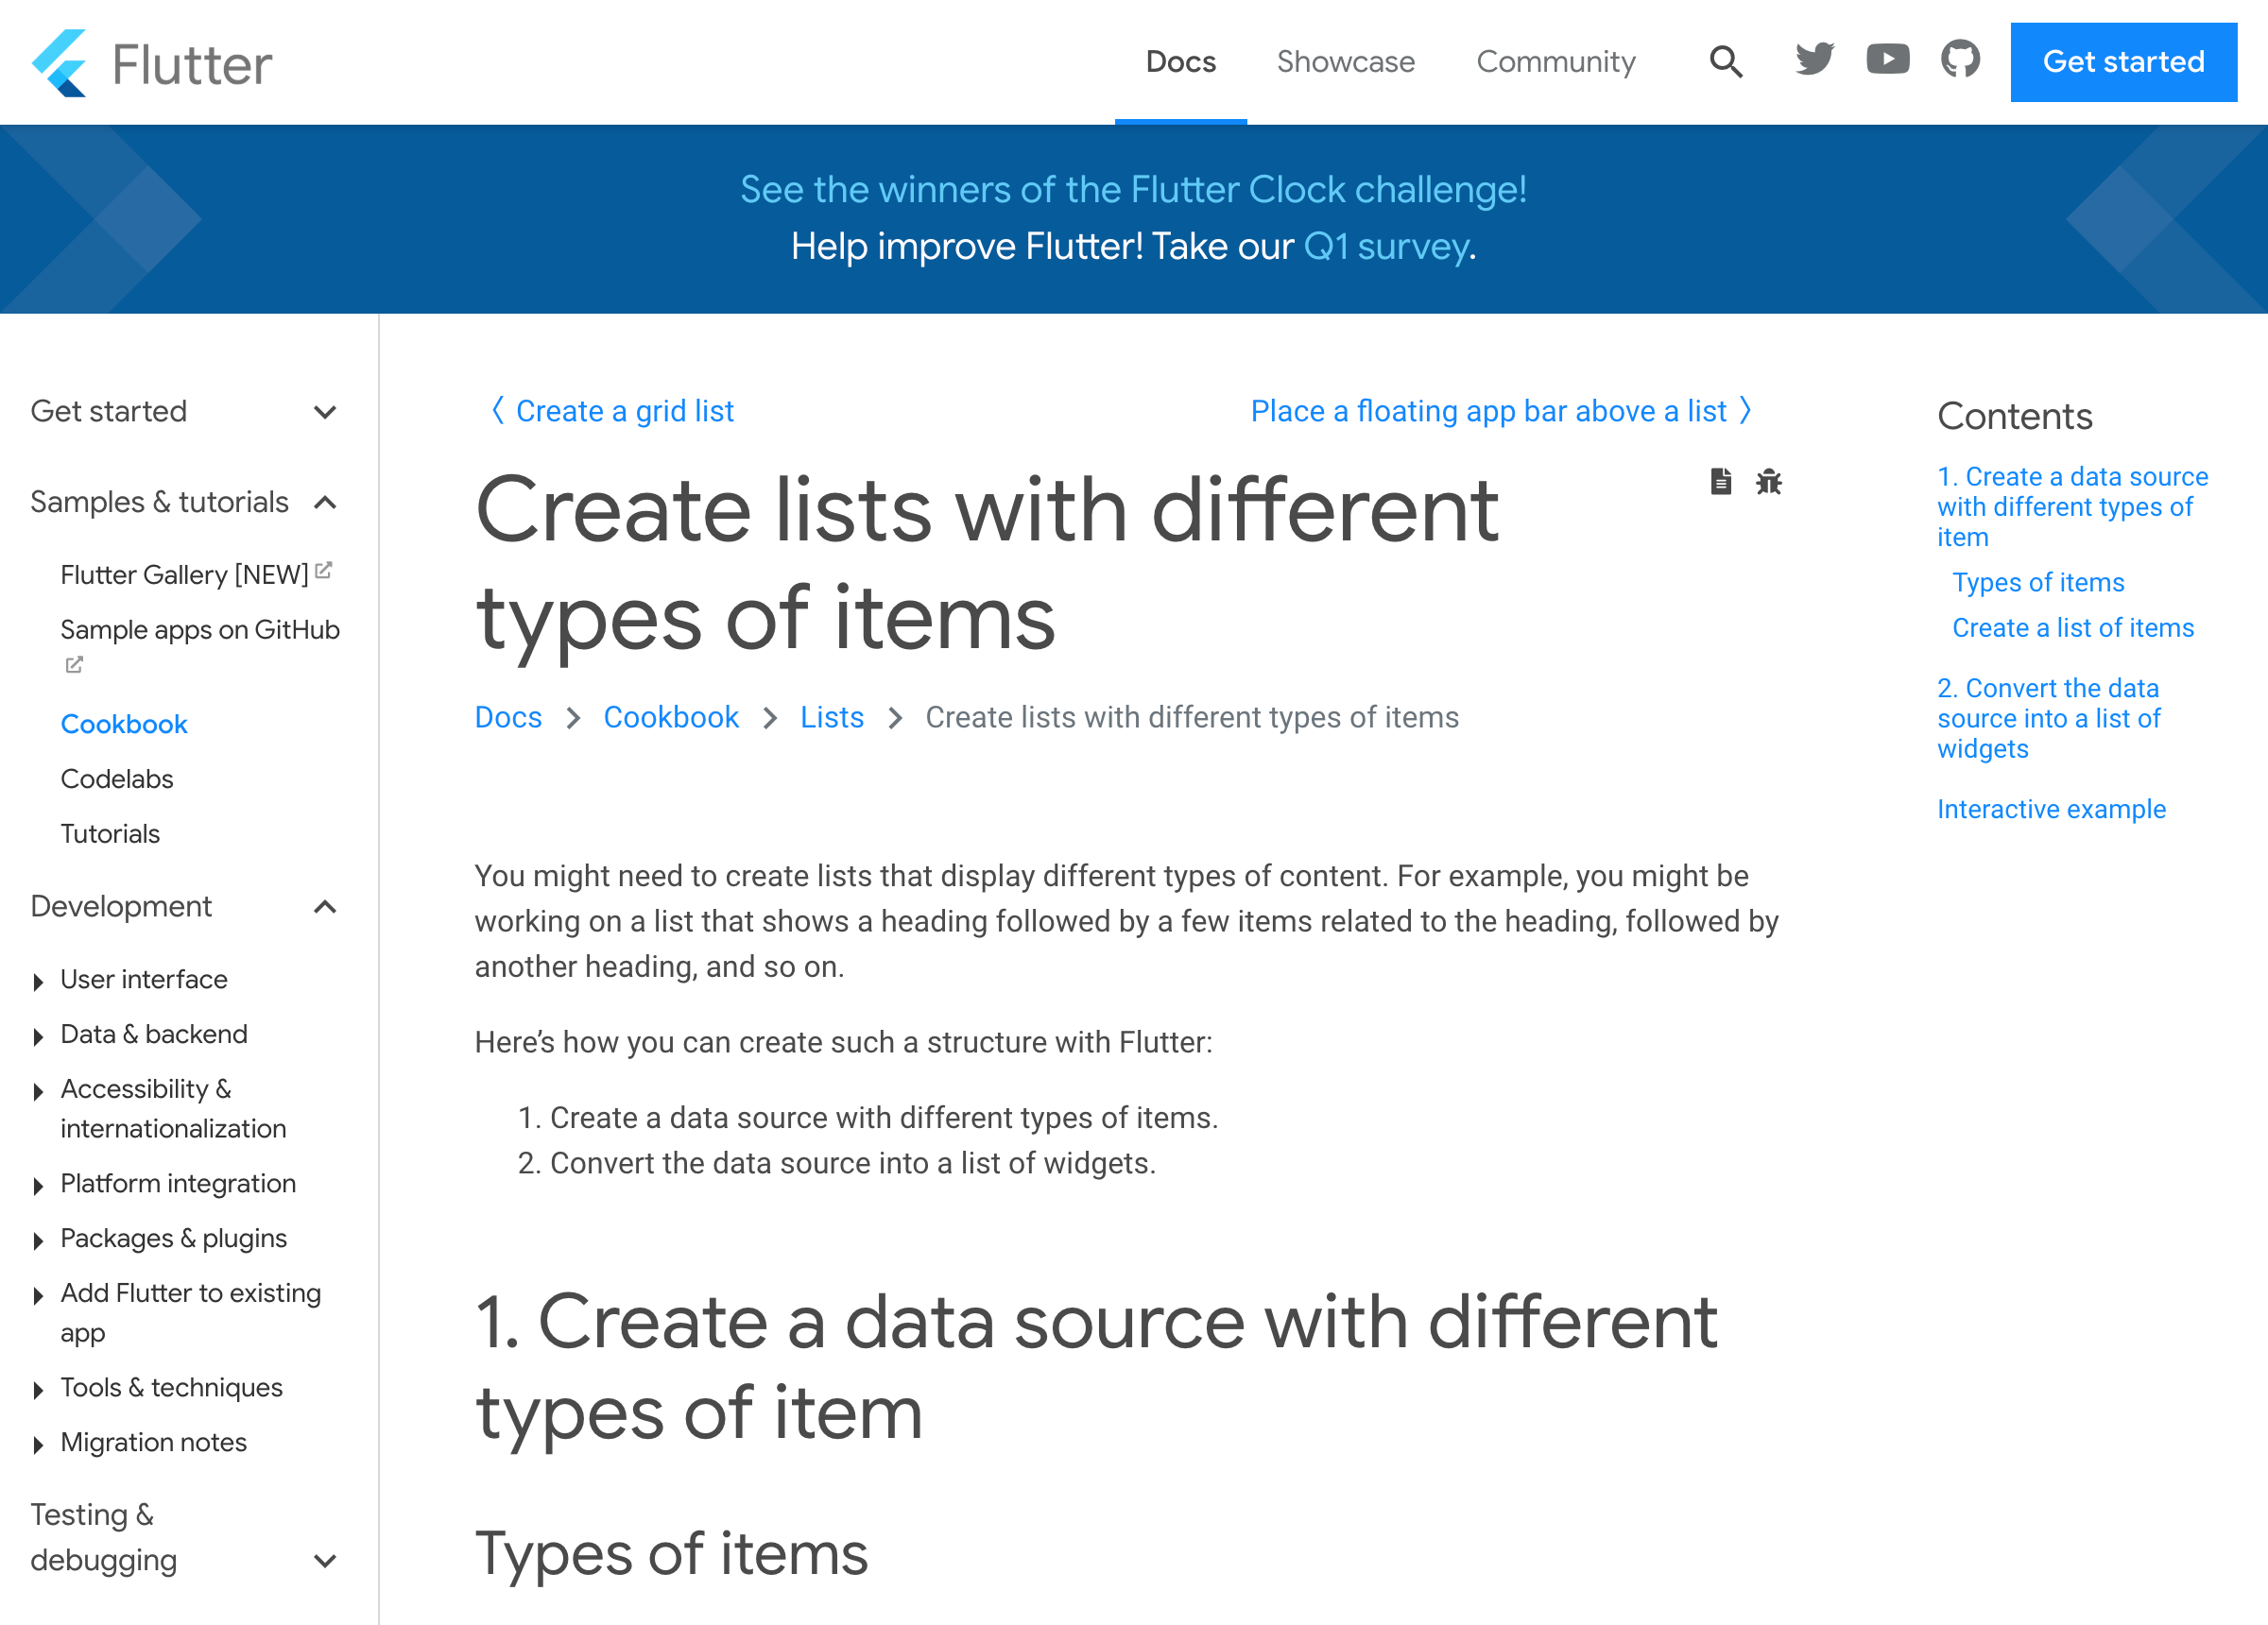 Flutter
Docs
Showcase
Community
Get started
See the winners of the Flutter Clock challenge!
Help improve Flutter! Take our Q1 survey.
Get started
Samples & tutorials
Flutter Gallery [NEW]
Sample apps on GitHub
Cookbook
Codelabs
Tutorials
Development
User interface
Data & backend
Accessibility &
internationalization
Platform integration
Packages & plugins
Add Flutter to existing
app
Tools & techniques
Migration notes
Testing &
debugging
〈 Create a grid list
Place a floating app bar above a list 〉
Create lists with different
types of items
Docs > Cookbook > Lists > Create lists with different types of items
You might need to create lists that display different types of content. For example, you might be
working on a list that shows a heading followed by a few items related to the heading, followed by
another heading, and so on.
Here’s how you can create such a structure with Flutter:
1. Create a data source with different types of items.
2. Convert the data source into a list of widgets.
1. Create a data source with different
types of item
Types of items
Contents
1. Create a data source
with different types of
item
Types of items
Create a list of items
2. Convert the data
source into a list of
widgets
Interactive example